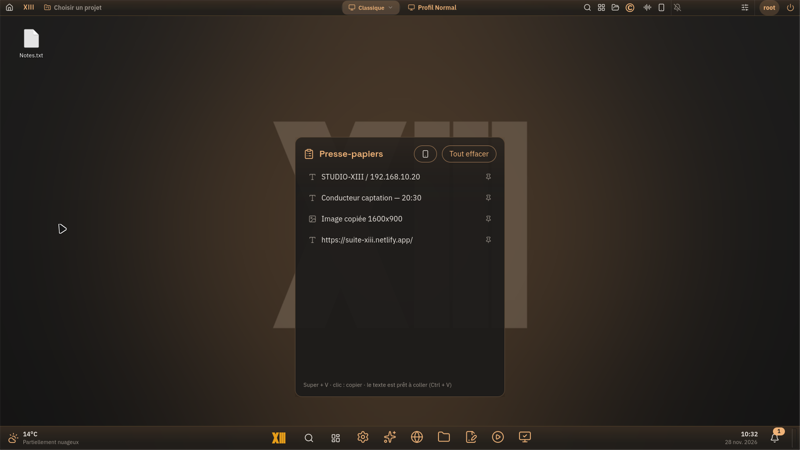 XIII
Choisir un projet
Classique
Profil Normal
root
Notes.txt
XIII
Presse-papiers
Tout effacer
STUDIO-XIII / 192.168.10.20
Conducteur captation — 20:30
Image copiée 1600x900
https://suite-xiii.netlify.app/
Super + V · clic : copier · le texte est prêt à coller (Ctrl + V)
14°C
Partiellement nuageux
XIII
10:32
28 nov. 2026
1